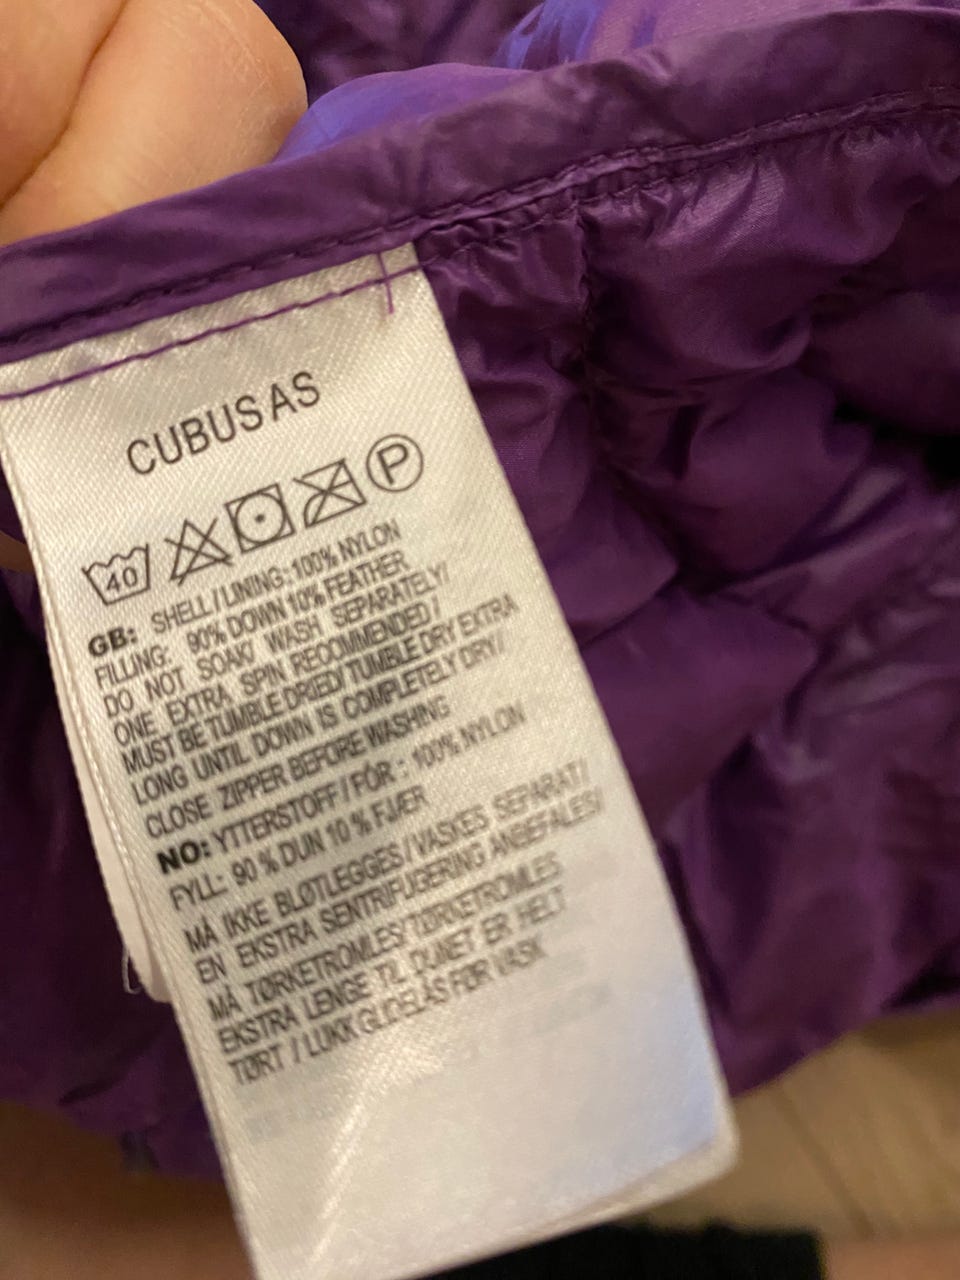 CUBUS AS
40 P
GB: SHELL / LINING: 100% NYLON
FILLING: 90% DOWN 10% FEATHER
DO NOT SOAK/ WASH SEPARATELY/
ONE EXTRA SPIN RECOMMENDED/
MUST BE TUMBLE DRIED/TUMBLE DRY EXTRA
LONG UNTIL DOWN IS COMPLETELY DRY/
CLOSE ZIPPER BEFORE WASHING
NO: YTTERSTOFF / FÓR : 100% NYLON
FYLL: 90 % DUN 10 % FJÆR
MÅ IKKE BLØTLEGGES / VASKES SEPARAT/
EN EKSTRA SENTRIFUGERING ANBEFALES/
MÅ TØRKETROMLES/ TØRKETROMLES
EKSTRA LENGE TIL DUNET ER HELT
TØRT / LUKK GLIDELÅS FØR VASK